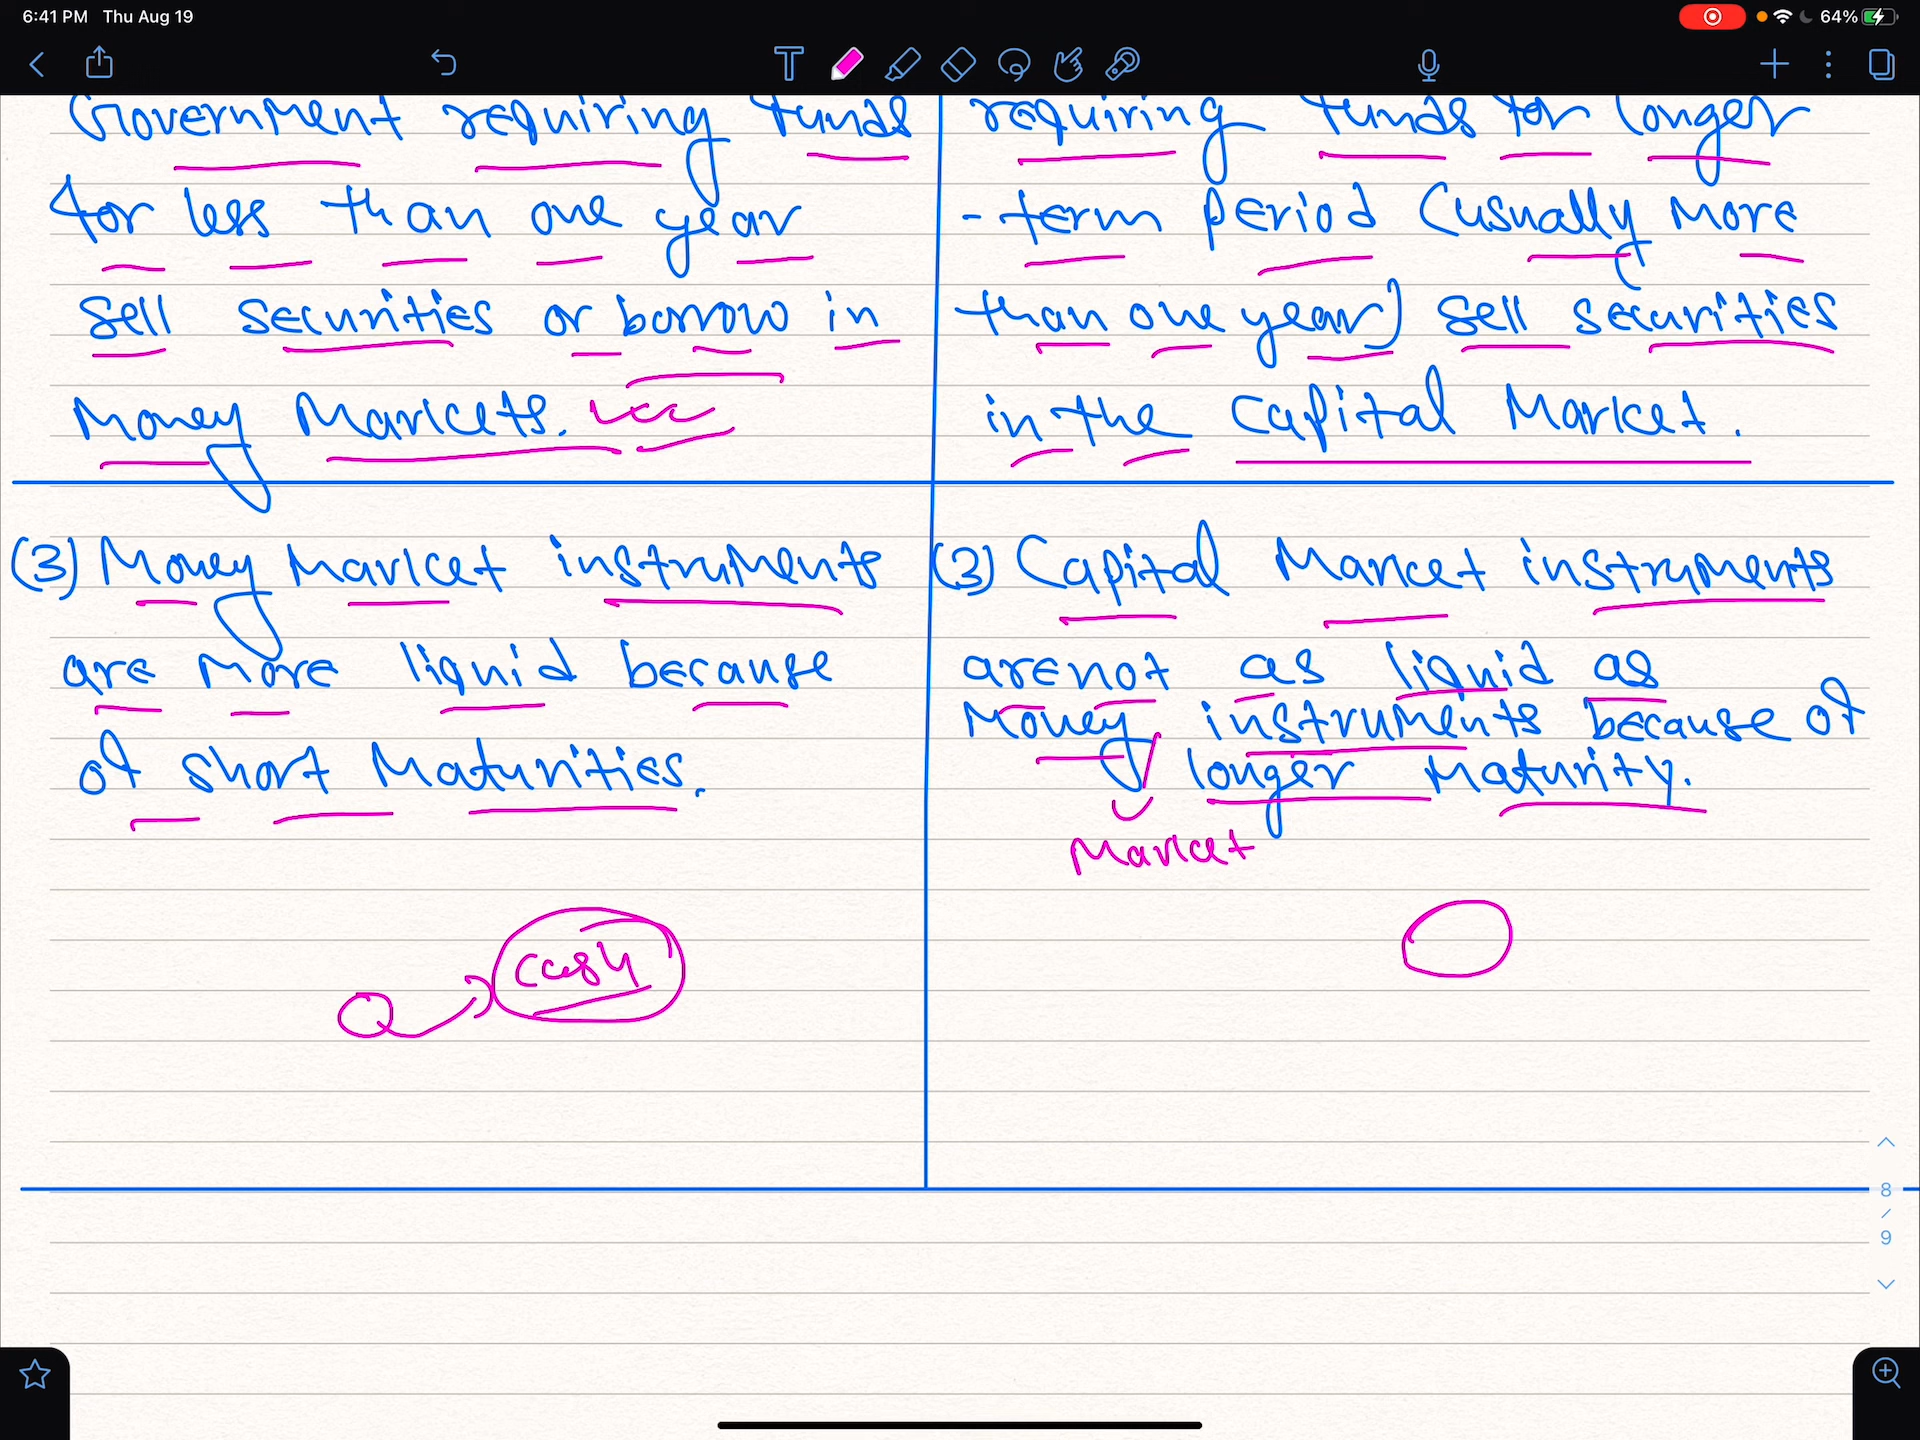 6:41 PM Thu Aug 19
64%
Government requiring funds
for less than one year
sell securities or borrow in
Money Markets.
requiring funds for longer
- term period (usually more
than one year) sell securities
in the Capital Market.
(3) Money Market instruments
are more liquid because
of short maturities.
cash
(3) Capital Market instruments
are not as liquid as
Money instruments because of
longer maturity.
Market
8
/
9